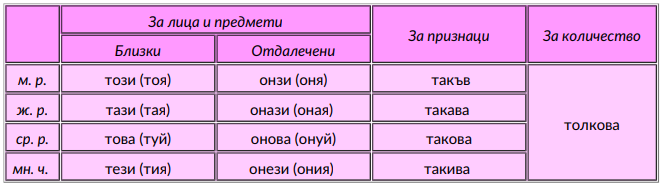 За лица и предмети За признаци За количество
Близки Отдалечени
м. р. този (тоя) онзи (оня) такъв толкова
ж. р. тази (тая) онази (оная) такава
ср. р. това (туй) онова (онуй) такова
мн. ч. тези (тия) онези (ония) такива